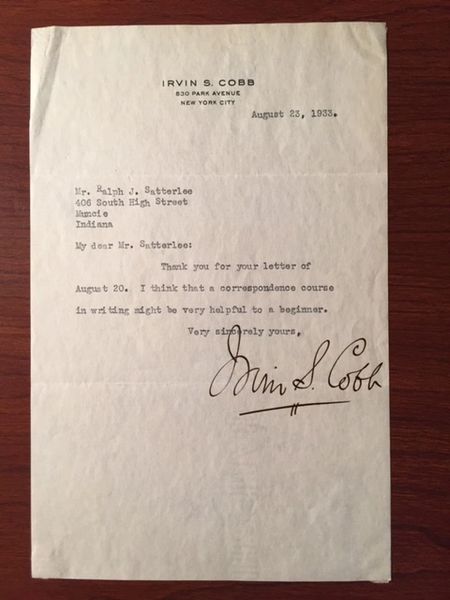 IRVIN S. COBB
830 PARK AVENUE
NEW YORK CITY
August 23, 1933.
Mr. Ralph J. Satterlee
406 South High Street
Muncie
Indiana
My dear Mr. Satterlee:
Thank you for your letter of
August 20. I think that a correspondence course
in writing might be very helpful to a beginner.
Very sincerely yours,
Irvin S. Cobb